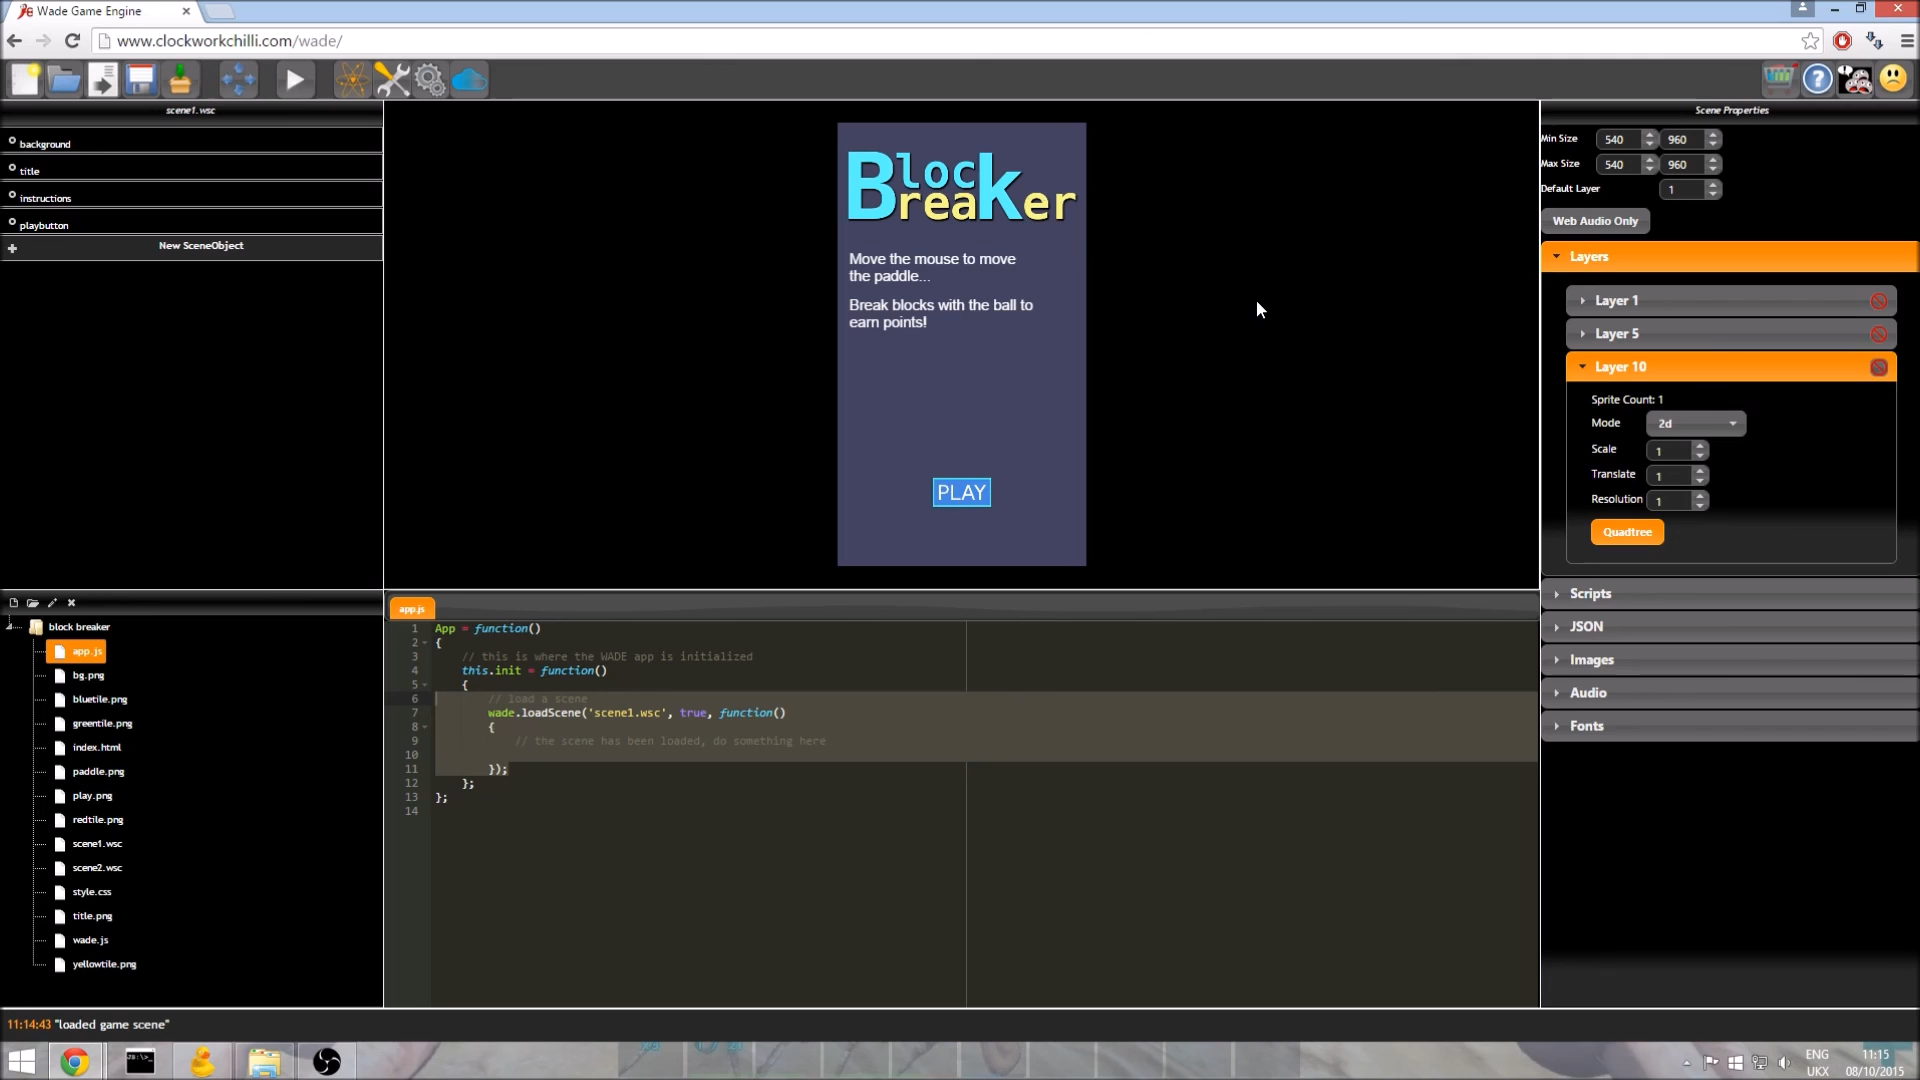 Wade Game Engine
www.clockworkchilli.com/wade/
scene1.wsc
background
title
instructions
playbutton
New SceneObject
Block
Breaker
Move the mouse to move
the paddle...
Break blocks with the ball to
earn points!
PLAY
Scene Properties
Min Size 540 960
Max Size 540 960
Default Layer 1
Web Audio Only
Layers
Layer 1
Layer 5
Layer 10
Sprite Count: 1
Mode 2d
Scale 1
Translate 1
Resolution 1
Quadtree
Scripts
JSON
Images
Audio
Fonts
block breaker
app.js
bg.png
bluetile.png
greentile.png
index.html
paddle.png
play.png
redtile.png
scene1.wsc
scene2.wsc
style.css
title.png
wade.js
yellowtile.png
app.js
1 App = function()
2 {
3 // this is where the WADE app is initialized
4 this.init = function()
5 {
6 // load a scene
7 wade.loadScene('scene1.wsc', true, function()
8 {
9 // the scene has been loaded, do something here
10
11 });
12 };
13 };
14
11:14:43 "loaded game scene"
ENG
UKX
11:15
08/10/2015